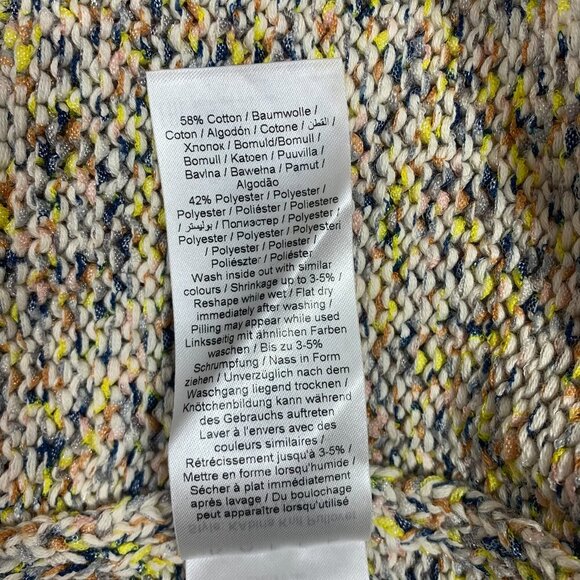 58% Cotton / Baumwolle /
Coton / Algodón / Cotone / القطن /
Хлопок / Bomuld/Bomull /
Bomull / Katoen / Puuvilla /
Bavlna / Bawełna / Pamut /
Algodão
42% Polyester / Polyester /
Polyester / Poliéster / Poliestere
/ بوليستر / Полиэстер / Polyester /
Polyester / Polyester / Polyesteri
/ Polyester / Poliester /
Poliészter / Poliéster
Wash inside out with similar
colours / Shrinkage up to 3-5% /
Reshape while wet / Flat dry
immediately after washing /
Pilling may appear while used
Linksseitig mit ähnlichen Farben
waschen / Bis zu 3-5%
Schrumpfung / Nass in Form
ziehen / Unverzüglich nach dem
Waschgang liegend trocknen /
Knötchenbildung kann während
des Gebrauchs auftreten
Laver à l'envers avec des
couleurs similaires /
Rétrécissement jusqu'à 3-5% /
Mettre en forme lorsqu'humide /
Sécher à plat immédiatement
après lavage / Du boulochage
peut apparaître lorsqu'utilisé